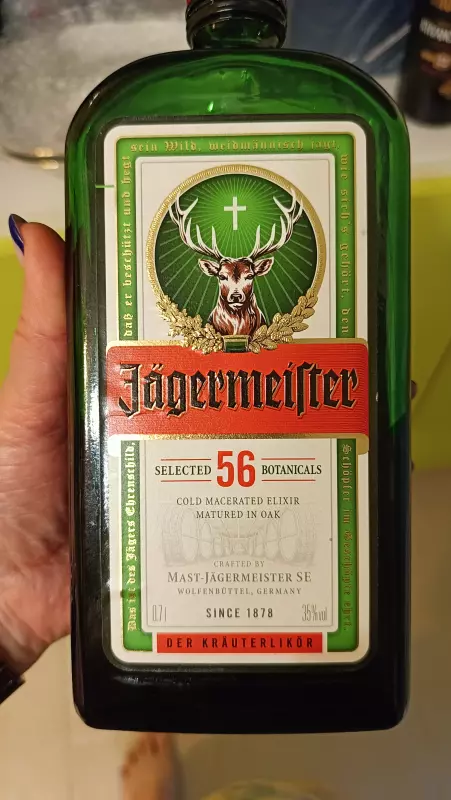 Das ist des Jägers Ehrenschild,
daß er beschützt und hegt
sein Wild, weidmännisch jagt,
wie sich's gehört, den
Schöpfer im Geschöpfe ehrt.
Jägermeiſter
SELECTED 56 BOTANICALS
COLD MACERATED ELIXIR
MATURED IN OAK
CRAFTED BY
MAST-JÄGERMEISTER SE
WOLFENBÜTTEL, GERMANY
0,7 l SINCE 1878 35% vol
DER KRÄUTERLIKÖR